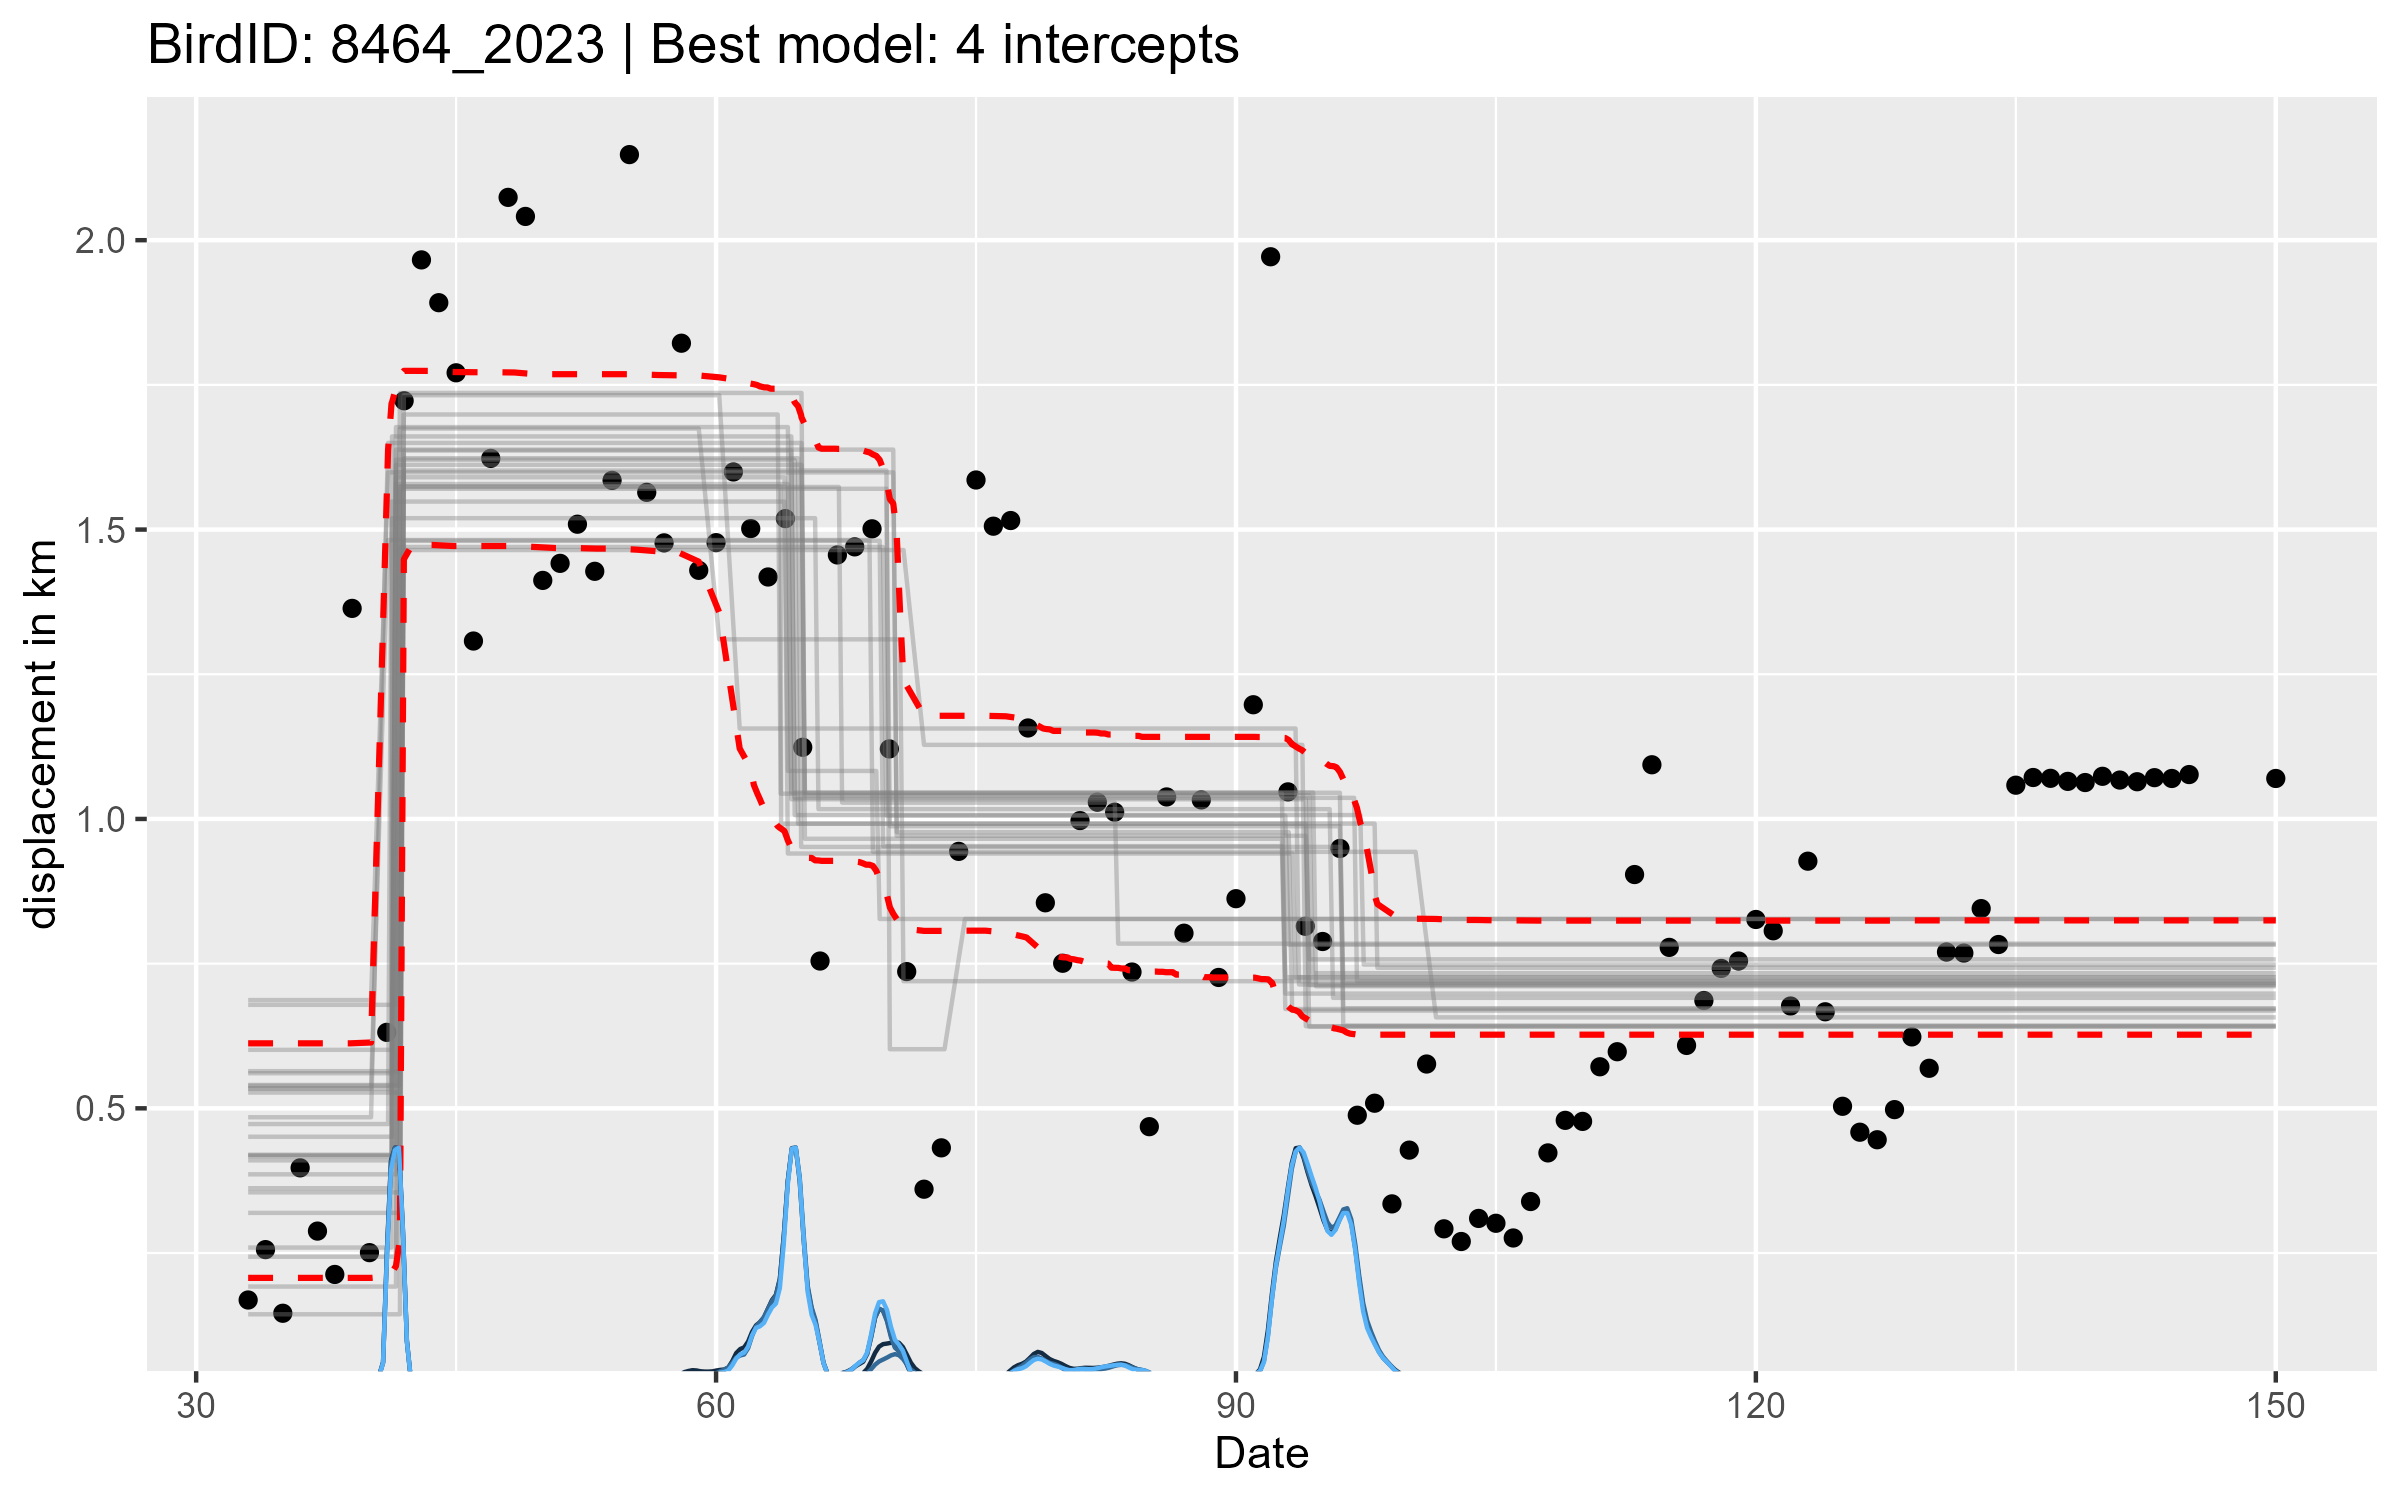 BirdID: 8464_2023 | Best model: 4 intercepts
displacement in km
2.0
1.5
1.0
0.5
30 60 90 120 150
Date